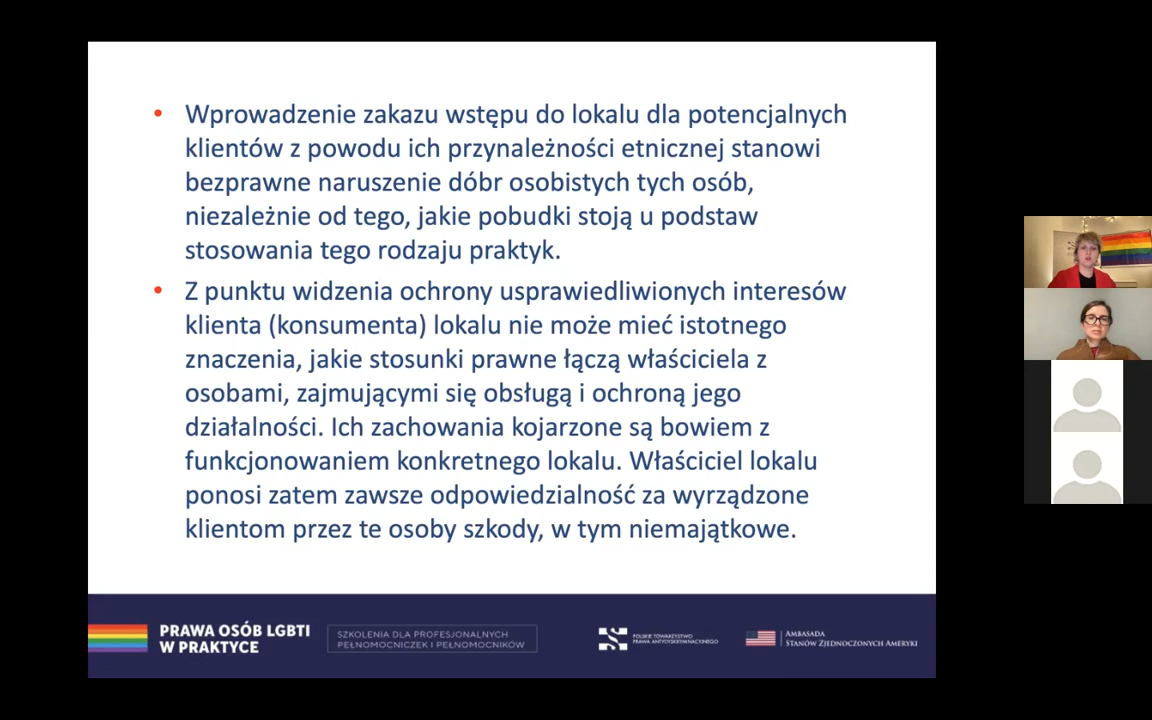 • Wprowadzenie zakazu wstępu do lokalu dla potencjalnych
klientów z powodu ich przynależności etnicznej stanowi
bezprawne naruszenie dóbr osobistych tych osób,
niezależnie od tego, jakie pobudki stoją u podstaw
stosowania tego rodzaju praktyk.
• Z punktu widzenia ochrony usprawiedliwionych interesów
klienta (konsumenta) lokalu nie może mieć istotnego
znaczenia, jakie stosunki prawne łączą właściciela z
osobami, zajmującymi się obsługą i ochroną jego
działalności. Ich zachowania kojarzone są bowiem z
funkcjonowaniem konkretnego lokalu. Właściciel lokalu
ponosi zatem zawsze odpowiedzialność za wyrządzone
klientom przez te osoby szkody, w tym niemajątkowe.
PRAWA OSÓB LGBTI
W PRAKTYCE
SZKOLENIA DLA PROFESJONALNYCH
PEŁNOMOCNICZEK I PEŁNOMOCNIKÓW
POLSKIE TOWARZYSTWO
PRAWA ANTYDYSKRYMINACYJNEGO
AMBASADA
STANÓW ZJEDNOCZONYCH AMERYKI